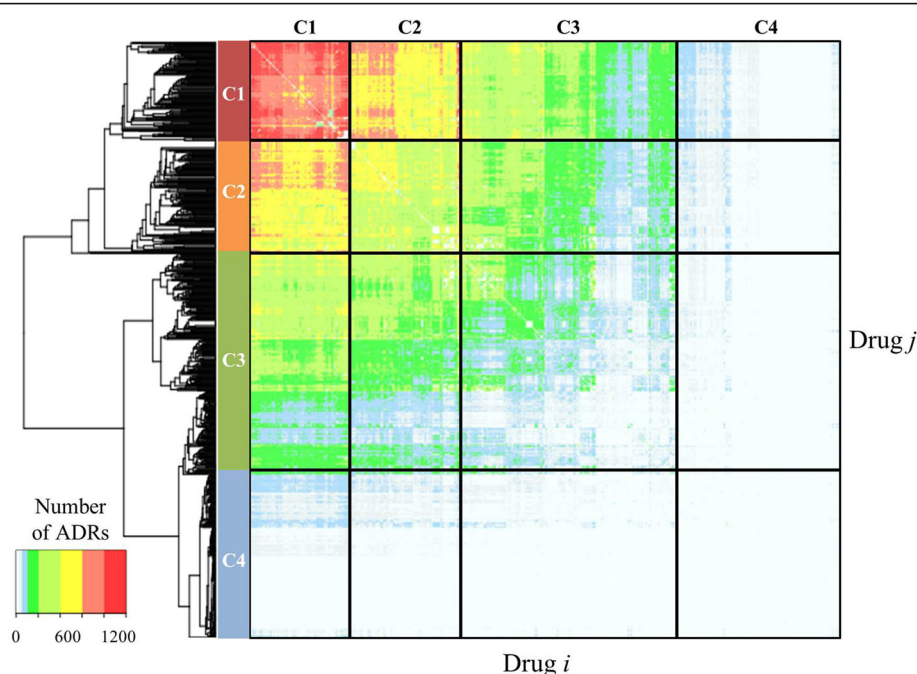 C1 C2 C3 C4
C1
C2
C3
C4
Drug j
Number
of ADRs
0 600 1200
Drug i